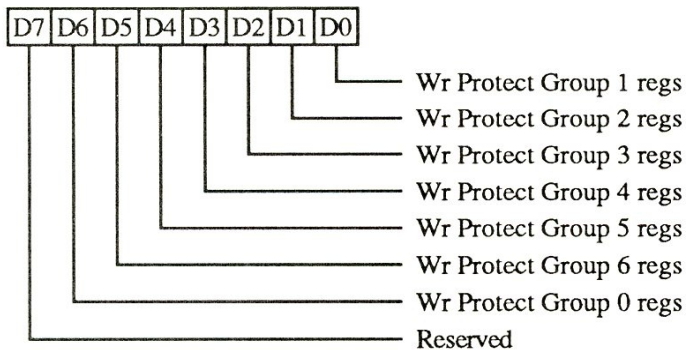 D7 D6 D5 D4 D3 D2 D1 D0
Wr Protect Group 1 regs
Wr Protect Group 2 regs
Wr Protect Group 3 regs
Wr Protect Group 4 regs
Wr Protect Group 5 regs
Wr Protect Group 6 regs
Wr Protect Group 0 regs
Reserved